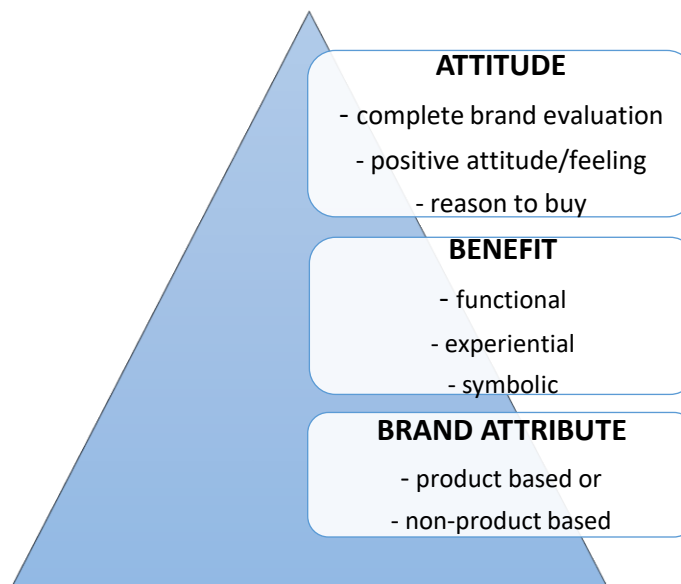 ATTITUDE
- complete brand evaluation
- positive attitude/feeling
- reason to buy
BENEFIT
- functional
- experiential
- symbolic
BRAND ATTRIBUTE
- product based or
- non-product based